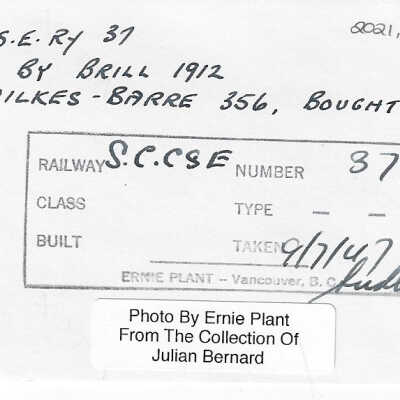 2021,
S.E.RY 37
BY BRILL 1912
WILKES-BARRE 356, BOUGHT
RAILWAY S.C.C&E NUMBER 37
CLASS TYPE — —
BUILT TAKEN 9/7/47
ERNIE PLANT – Vancouver, B. C.
Photo By Ernie Plant
From The Collection Of
Julian Bernard